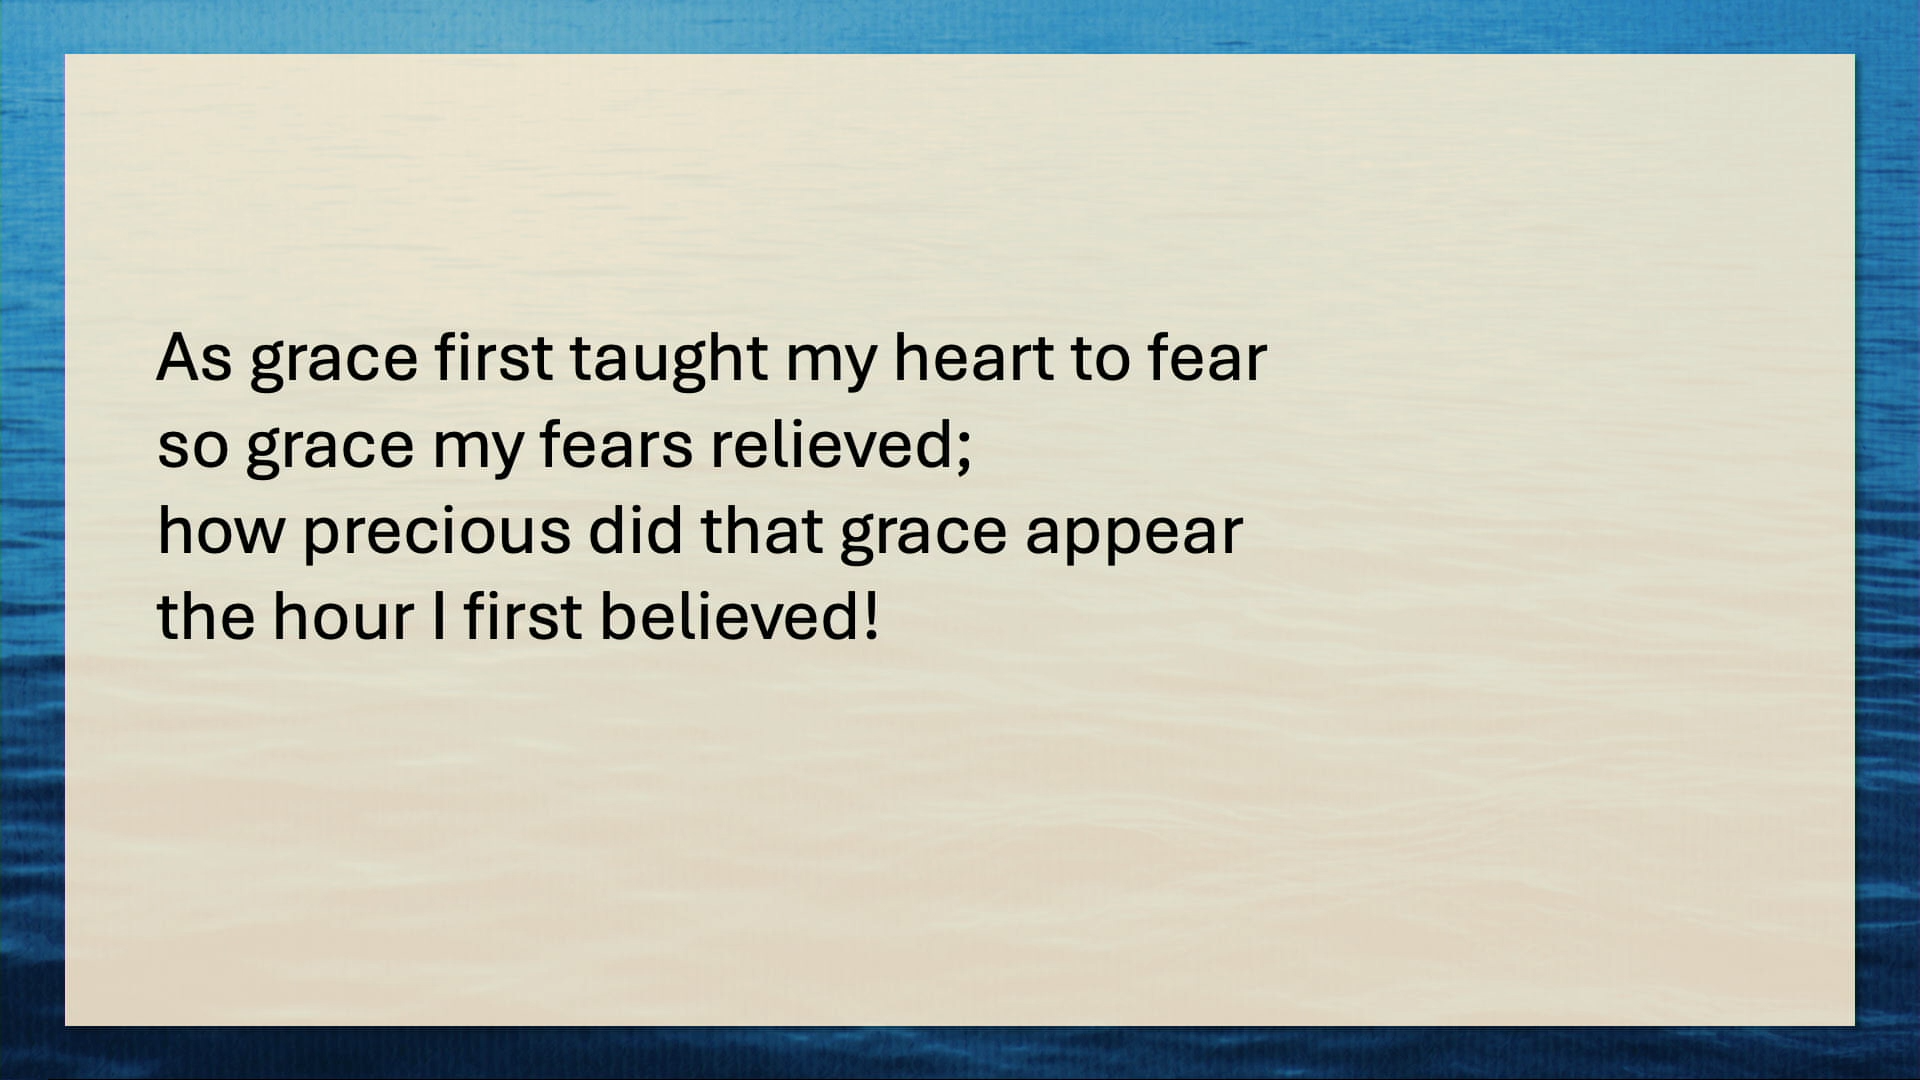 As grace first taught my heart to fear
so grace my fears relieved;
how precious did that grace appear
the hour I first believed!